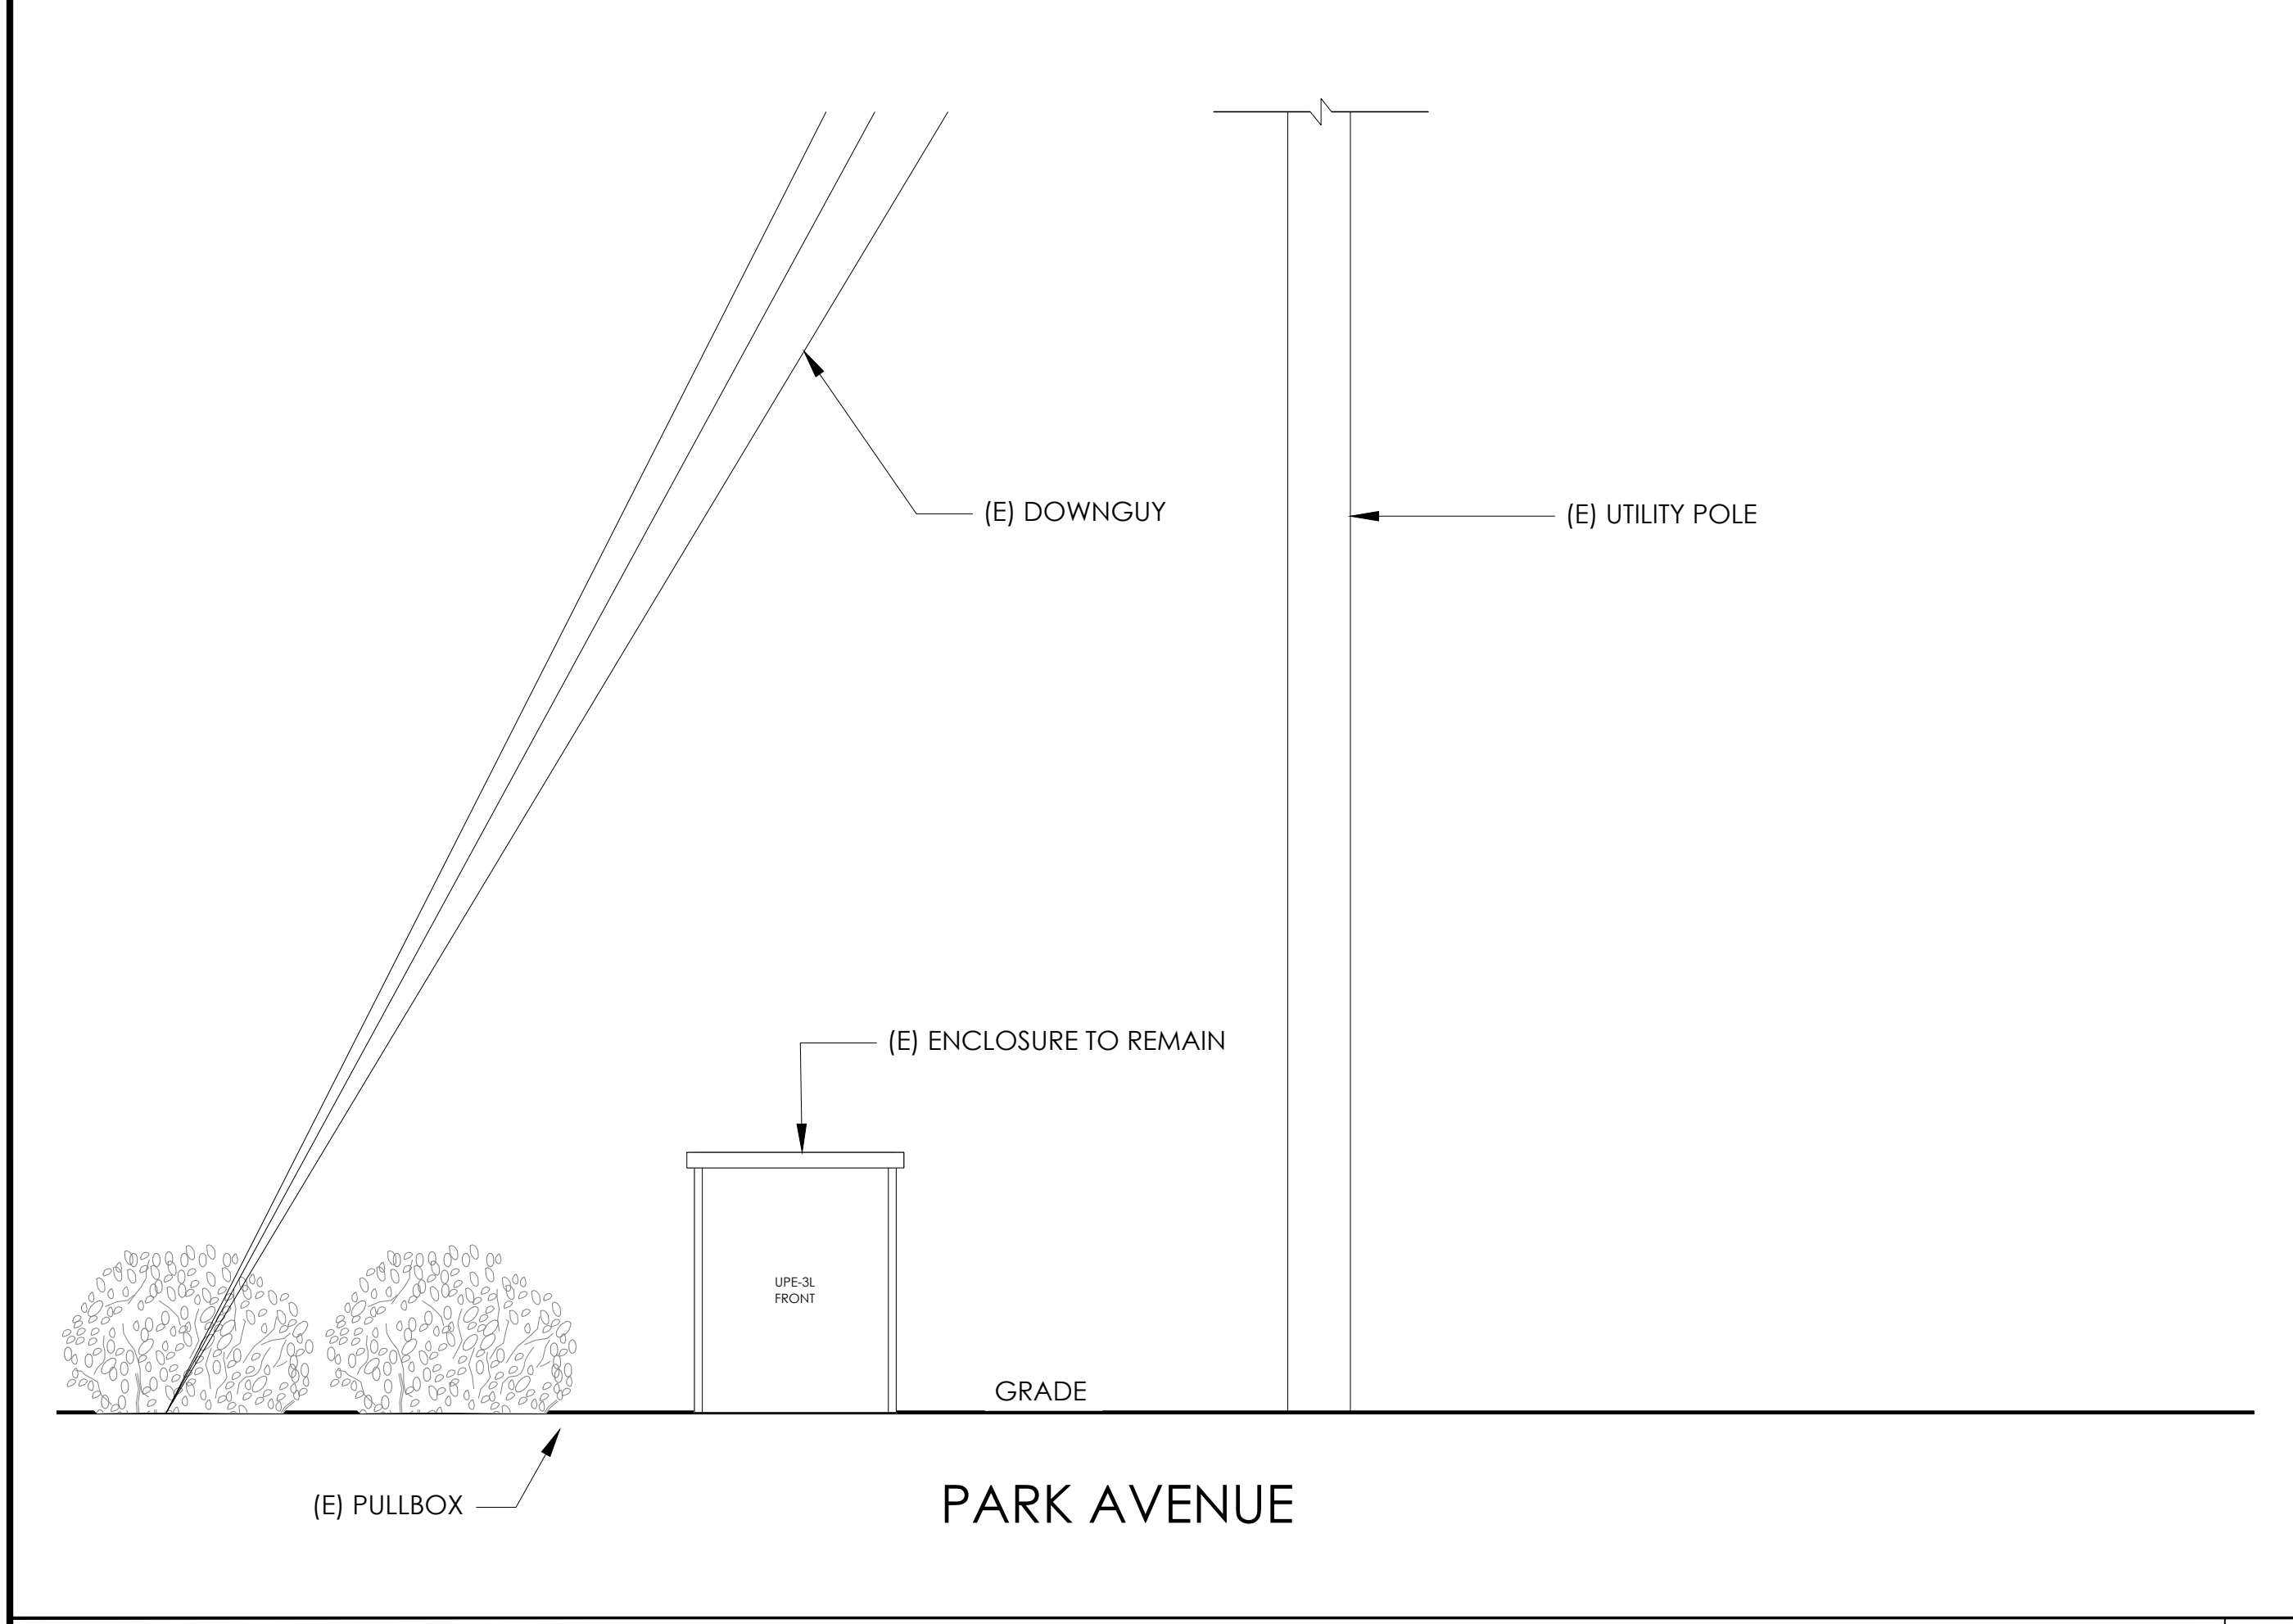 (E) DOWNGUY
(E) UTILITY POLE
(E) ENCLOSURE TO REMAIN
UPE-3L
FRONT
GRADE
(E) PULLBOX
PARK AVENUE